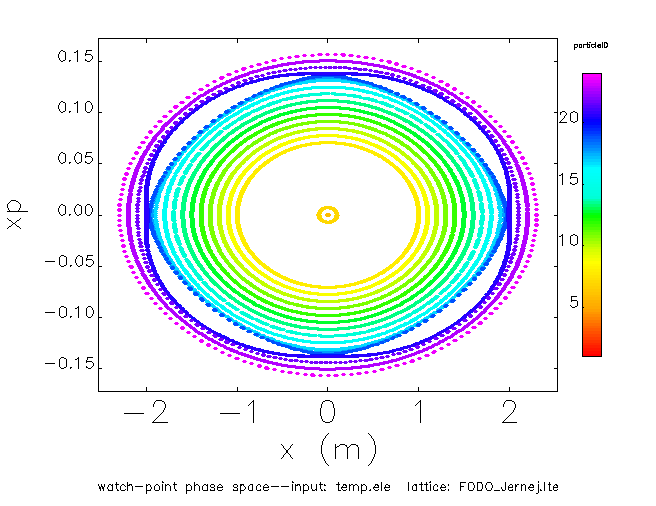 particleID
0.15
0.10
0.05
0.00
−0.05
−0.10
−0.15
xp
20
15
10
5
−2 −1 0 1 2
x (m)
watch−point phase space−−input: temp.ele lattice: FODO_Jernej.lte